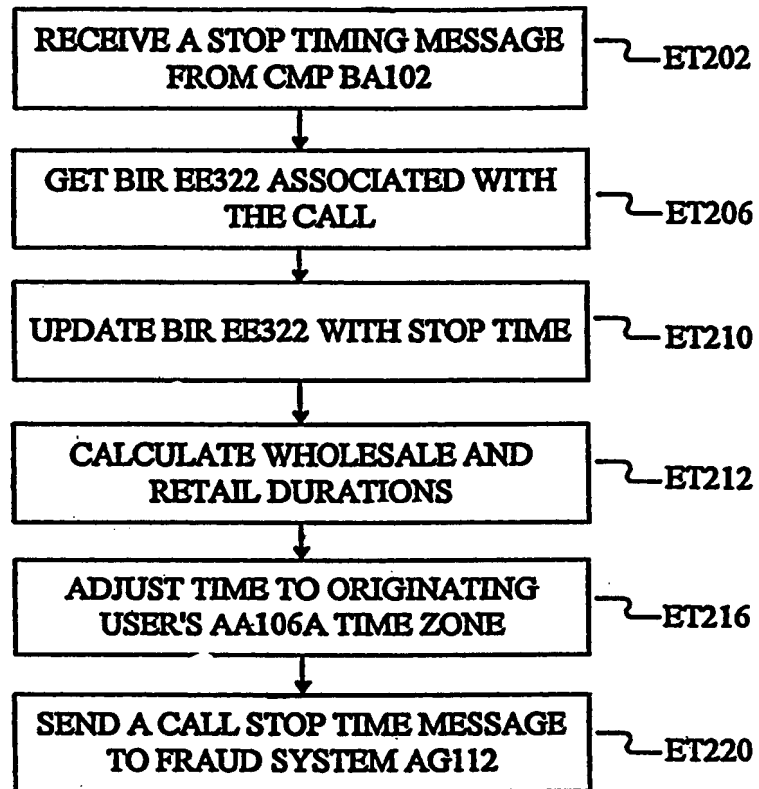 RECEIVE A STOP TIMING MESSAGE
FROM CMP BA102
ET202
GET BIR EE322 ASSOCIATED WITH
THE CALL
ET206
UPDATE BIR EE322 WITH STOP TIME
ET210
CALCULATE WHOLESALE AND
RETAIL DURATIONS
ET212
ADJUST TIME TO ORIGINATING
USER'S AA106A TIME ZONE
ET216
SEND A CALL STOP TIME MESSAGE
TO FRAUD SYSTEM AG112
ET220